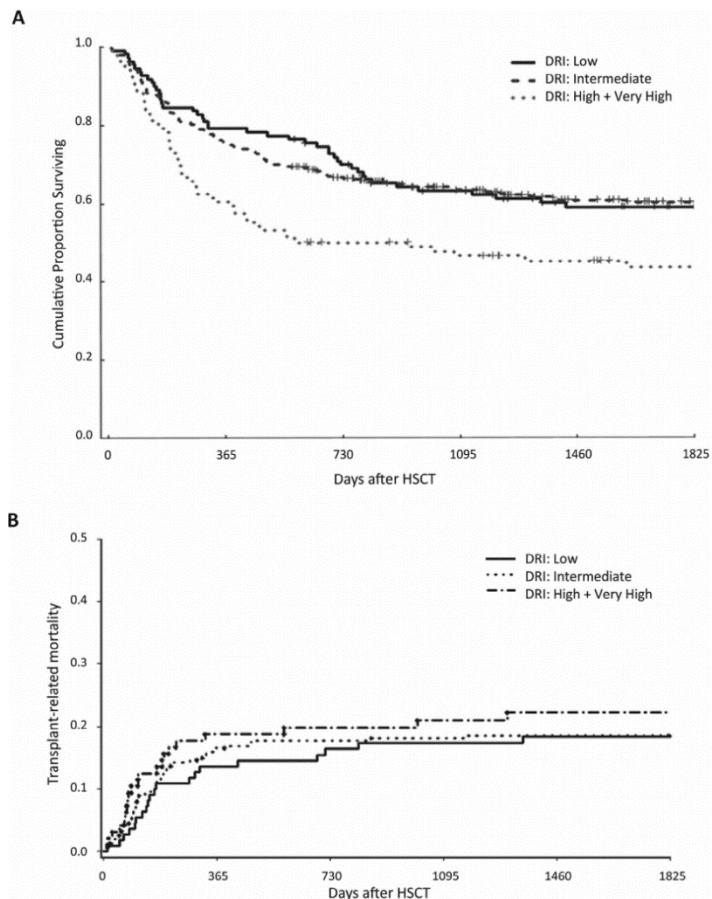 A
1.0
0.8
0.6
0.4
0.2
0.0
Cumulative Proportion Surviving
DRI: Low
DRI: Intermediate
DRI: High + Very High
0 365 730 1095 1460 1825
Days after HSCT
B
0.5
0.4
0.3
0.2
0.1
0.0
Transplant-related mortality
DRI: Low
DRI: Intermediate
DRI: High + Very High
0 365 730 1095 1460 1825
Days after HSCT